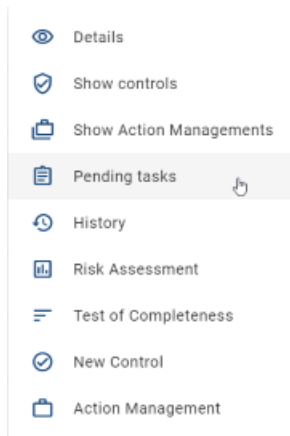 Details
Show controls
Show Action Managements
Pending tasks
History
Risk Assessment
Test of Completeness
New Control
Action Management